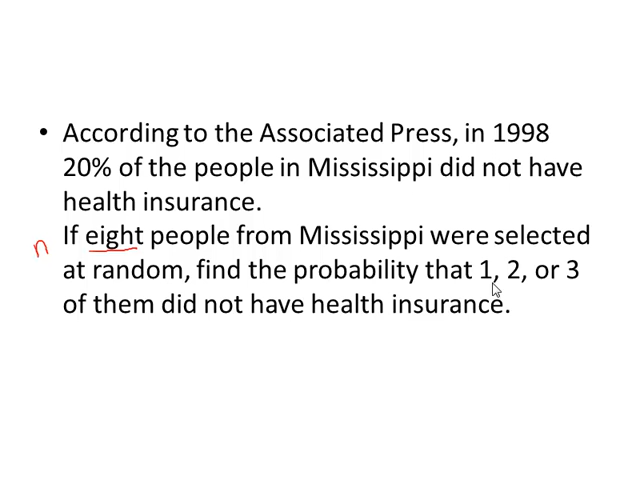 • According to the Associated Press, in 1998
20% of the people in Mississippi did not have
health insurance.
n If eight people from Mississippi were selected
at random, find the probability that 1, 2, or 3
of them did not have health insurance.